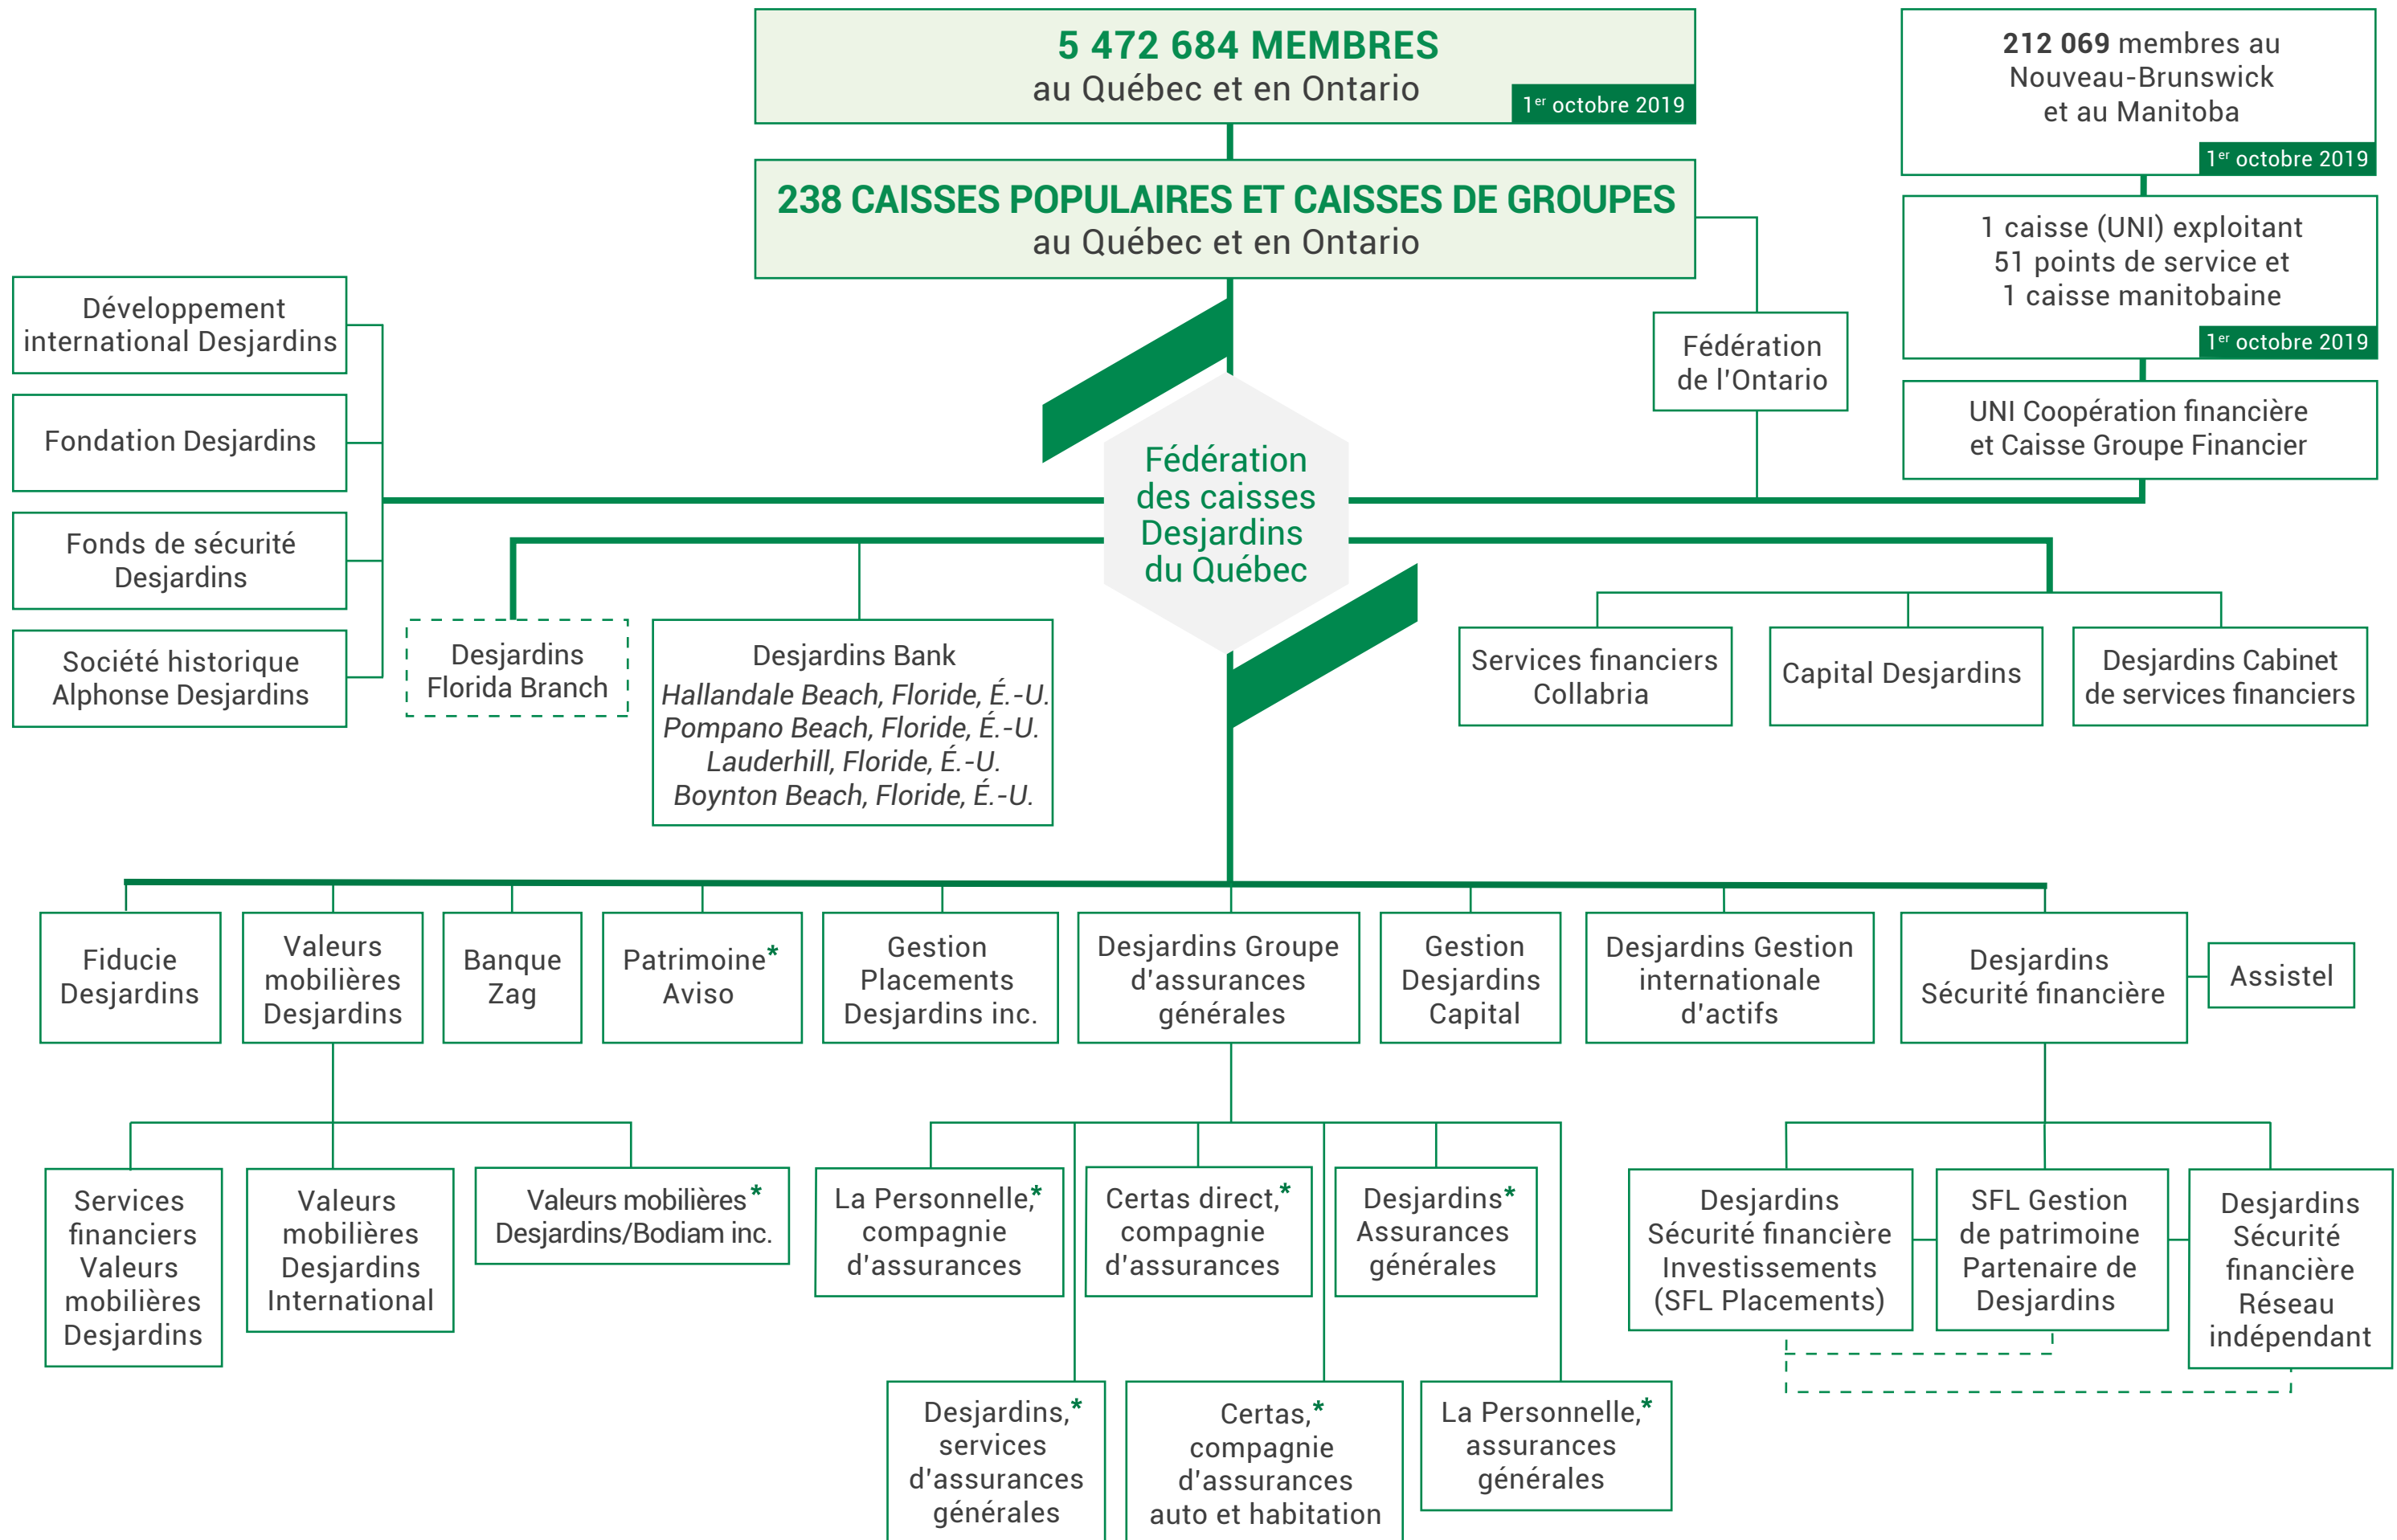 5 472 684 MEMBRES
au Québec et en Ontario
1er octobre 2019
212 069 membres au
Nouveau-Brunswick
et au Manitoba
1er octobre 2019
238 CAISSES POPULAIRES ET CAISSES DE GROUPES
au Québec et en Ontario
1 caisse (UNI) exploitant
51 points de service et
1 caisse manitobaine
1er octobre 2019
Fédération
de l'Ontario
UNI Coopération financière
et Caisse Groupe Financier
Développement
international Desjardins
Fondation Desjardins
Fonds de sécurité
Desjardins
Société historique
Alphonse Desjardins
Fédération
des caisses
Desjardins
du Québec
Desjardins
Florida Branch
Desjardins Bank
Hallandale Beach, Floride, É.-U.
Pompano Beach, Floride, É.-U.
Lauderhill, Floride, É.-U.
Boynton Beach, Floride, É.-U.
Services financiers
Collabria
Capital Desjardins
Desjardins Cabinet
de services financiers
Fiducie
Desjardins
Valeurs
mobilières
Desjardins
Banque
Zag
Patrimoine*
Aviso
Gestion
Placements
Desjardins inc.
Desjardins Groupe
d'assurances
générales
Gestion
Desjardins
Capital
Desjardins Gestion
internationale
d'actifs
Desjardins
Sécurité financière
Assistel
Services
financiers
Valeurs
mobilières
Desjardins
Valeurs
mobilières
Desjardins
International
Valeurs mobilières*
Desjardins/Bodiam inc.
La Personnelle,*
compagnie
d'assurances
Certas direct,*
compagnie
d'assurances
Desjardins*
Assurances
générales
Desjardins
Sécurité financière
Investissements
(SFL Placements)
SFL Gestion
de patrimoine
Partenaire de
Desjardins
Desjardins
Sécurité
financière
Réseau
indépendant
Desjardins,*
services
d'assurances
générales
Certas,*
compagnie
d'assurances
auto et habitation
La Personnelle,*
assurances
générales